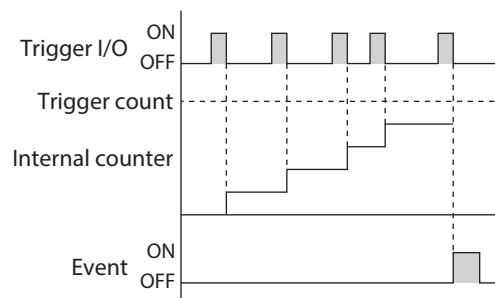 ON
Trigger I/O
OFF
Trigger count
Internal counter
ON
Event
OFF